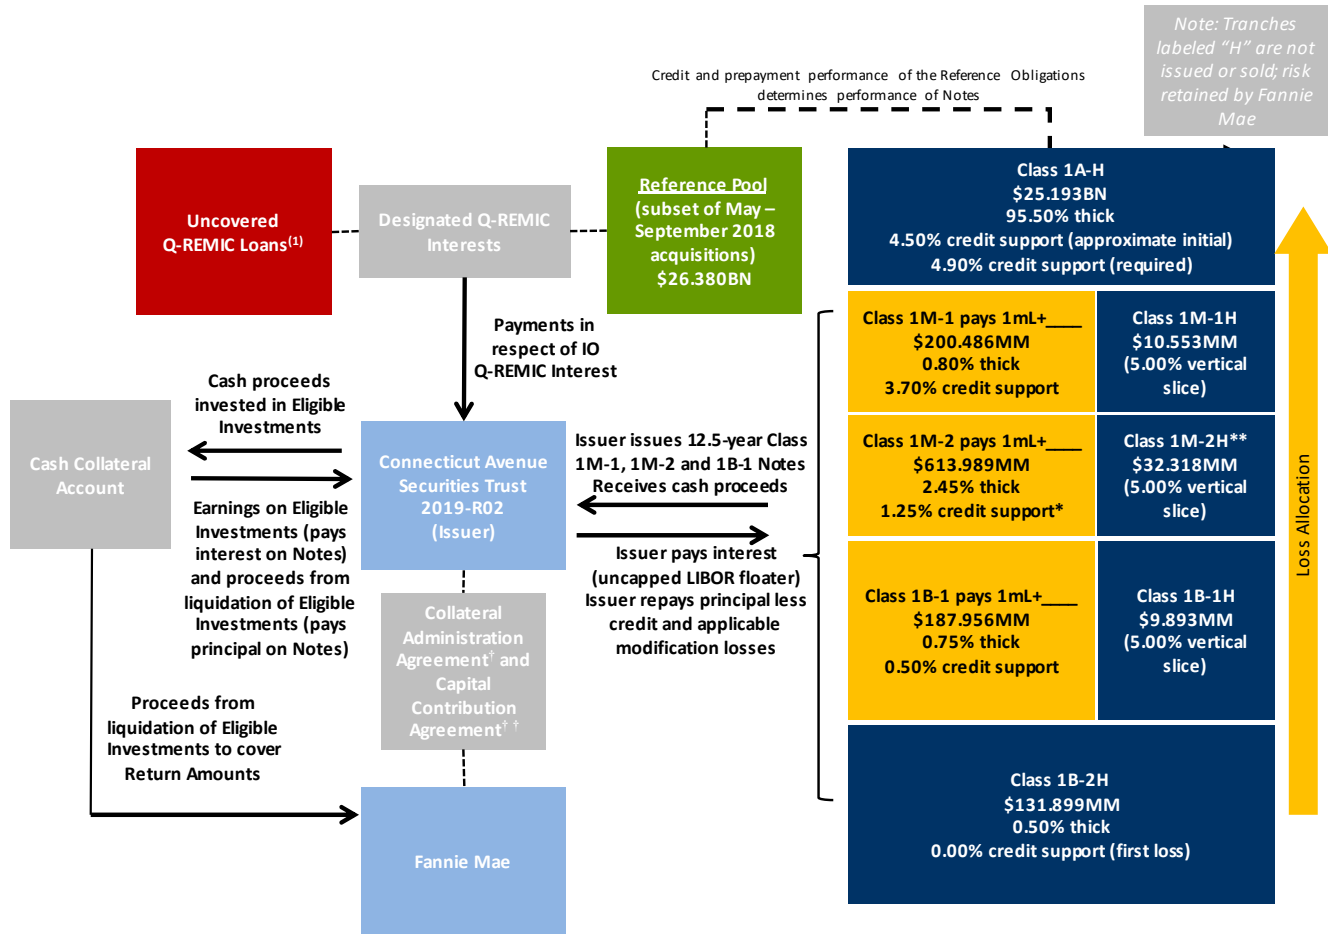 Note: Tranches
labeled “H” are not
issued or sold; risk
retained by Fannie
Mae
Credit and prepayment performance of the Reference Obligations
determines performance of Notes
Uncovered
Q-REMIC Loans(1)
Designated Q-REMIC
Interests
Reference Pool
(subset of May –
September 2018
acquisitions)
$26.380BN
Class 1A-H
$25.193BN
95.50% thick
4.50% credit support (approximate initial)
4.90% credit support (required)
Payments in
respect of IO
Q-REMIC Interest
Class 1M-1 pays 1mL+____
$200.486MM
0.80% thick
3.70% credit support
Class 1M-1H
$10.553MM
(5.00% vertical
slice)
Cash proceeds
invested in Eligible
Investments
Cash Collateral
Account
Connecticut Avenue
Securities Trust
2019-R02
(Issuer)
Issuer issues 12.5-year Class
1M-1, 1M-2 and 1B-1 Notes
Receives cash proceeds
Class 1M-2 pays 1mL+____
$613.989MM
2.45% thick
1.25% credit support*
Class 1M-2H**
$32.318MM
(5.00% vertical
slice)
Loss Allocation
Earnings on Eligible
Investments (pays
interest on Notes)
and proceeds from
liquidation of Eligible
Investments (pays
principal on Notes)
Issuer pays interest
(uncapped LIBOR floater)
Issuer repays principal less
credit and applicable
modification losses
Class 1B-1 pays 1mL+____
$187.956MM
0.75% thick
0.50% credit support
Class 1B-1H
$9.893MM
(5.00% vertical
slice)
Collateral
Administration
Agreement† and
Capital
Contribution
Agreement† †
Proceeds from
liquidation of Eligible
Investments to cover
Return Amounts
Fannie Mae
Class 1B-2H
$131.899MM
0.50% thick
0.00% credit support (first loss)